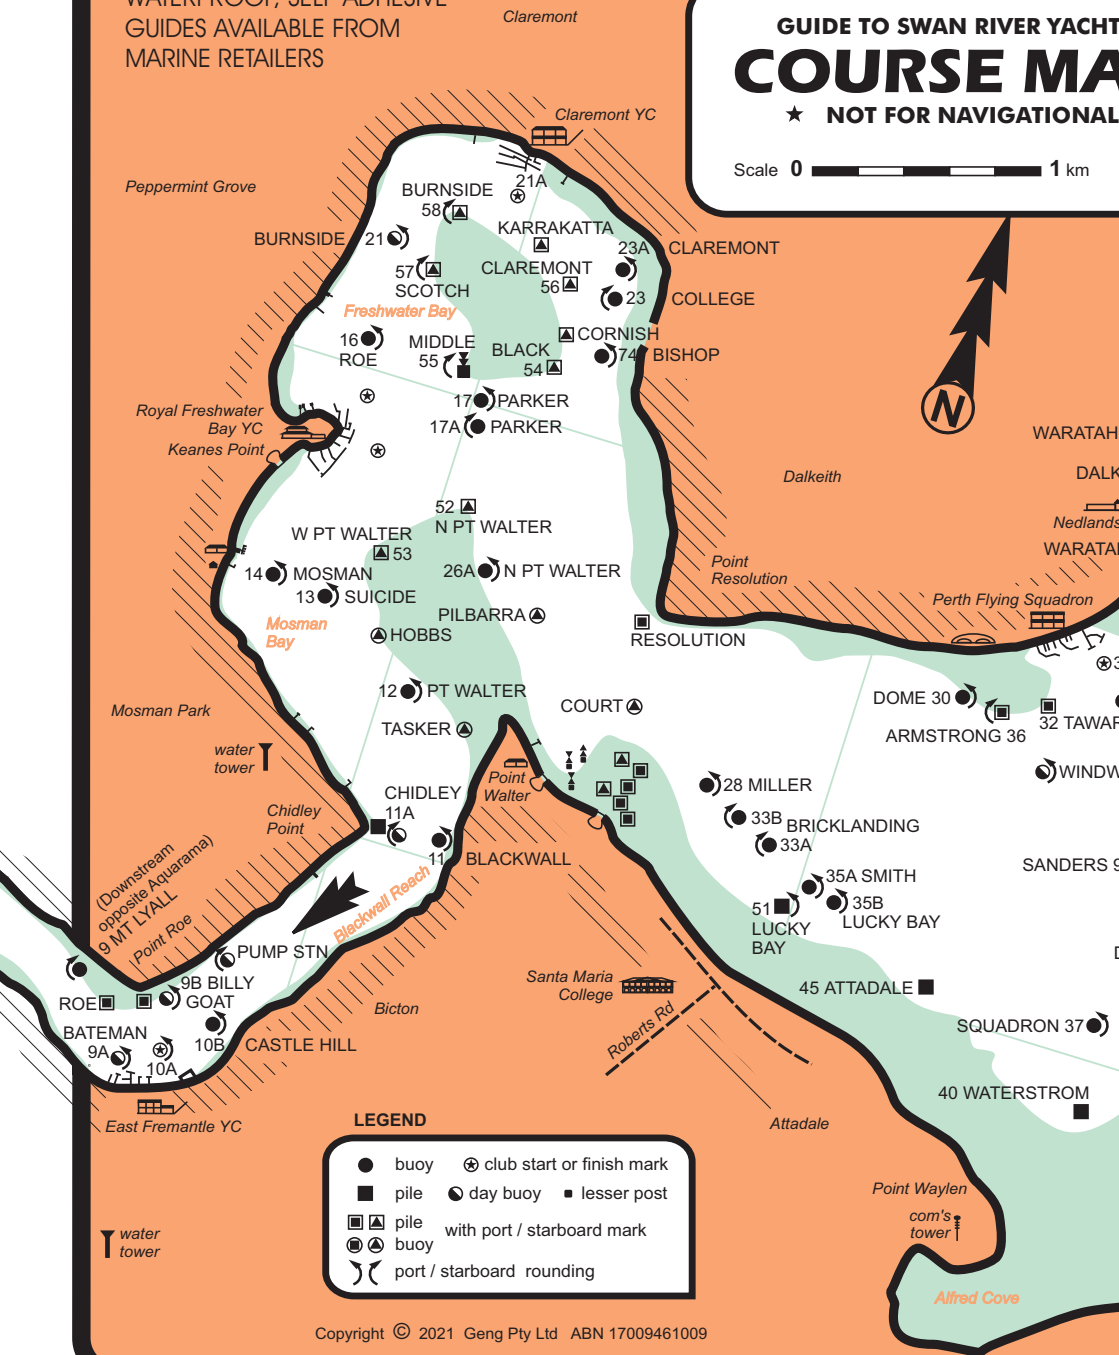 WATERPROOF, SELF ADHESIVE
GUIDES AVAILABLE FROM
MARINE RETAILERS
Claremont
GUIDE TO SWAN RIVER YACHT
COURSE MA
★ NOT FOR NAVIGATIONAL
Scale 0 1 km
Claremont YC
Peppermint Grove
21A
BURNSIDE
58
KARRAKATTA
BURNSIDE 21
23A CLAREMONT
57
SCOTCH
CLAREMONT
56
23 COLLEGE
Freshwater Bay
16
ROE
MIDDLE
55
BLACK
54
CORNISH
74 BISHOP
17 PARKER
17A PARKER
Royal Freshwater
Bay YC
Keanes Point
N
WARATAH
DALK
Nedlands
WARATA
Dalkeith
52
N PT WALTER
W PT WALTER
53
14 MOSMAN
13 SUICIDE
26A N PT WALTER
Point
Resolution
Perth Flying Squadron
Mosman
Bay
HOBBS
PILBARRA
RESOLUTION
3
12 PT WALTER
TASKER
COURT
DOME 30
ARMSTRONG 36
32 TAWAR
Mosman Park
water
tower
Point
Walter
28 MILLER
WINDW
Chidley
Point
CHIDLEY
11A
33B
BRICKLANDING
33A
11 BLACKWALL
SANDERS 9
(Downstream
opposite Aquarama)
9 MT LYALL
Point Roe
Blackwall Reach
35A SMITH
35B
LUCKY BAY
51
LUCKY
BAY
PUMP STN
9B BILLY
GOAT
ROE
Santa Maria
College
45 ATTADALE
Bicton
Roberts Rd
SQUADRON 37
BATEMAN
9A
10A
10B CASTLE HILL
40 WATERSTROM
East Fremantle YC
Attadale
LEGEND
buoy club start or finish mark
pile day buoy lesser post
pile
buoy
with port / starboard mark
port / starboard rounding
Point Waylen
com's
tower
water
tower
Alfred Cove
Copyright © 2021 Geng Pty Ltd ABN 17009461009